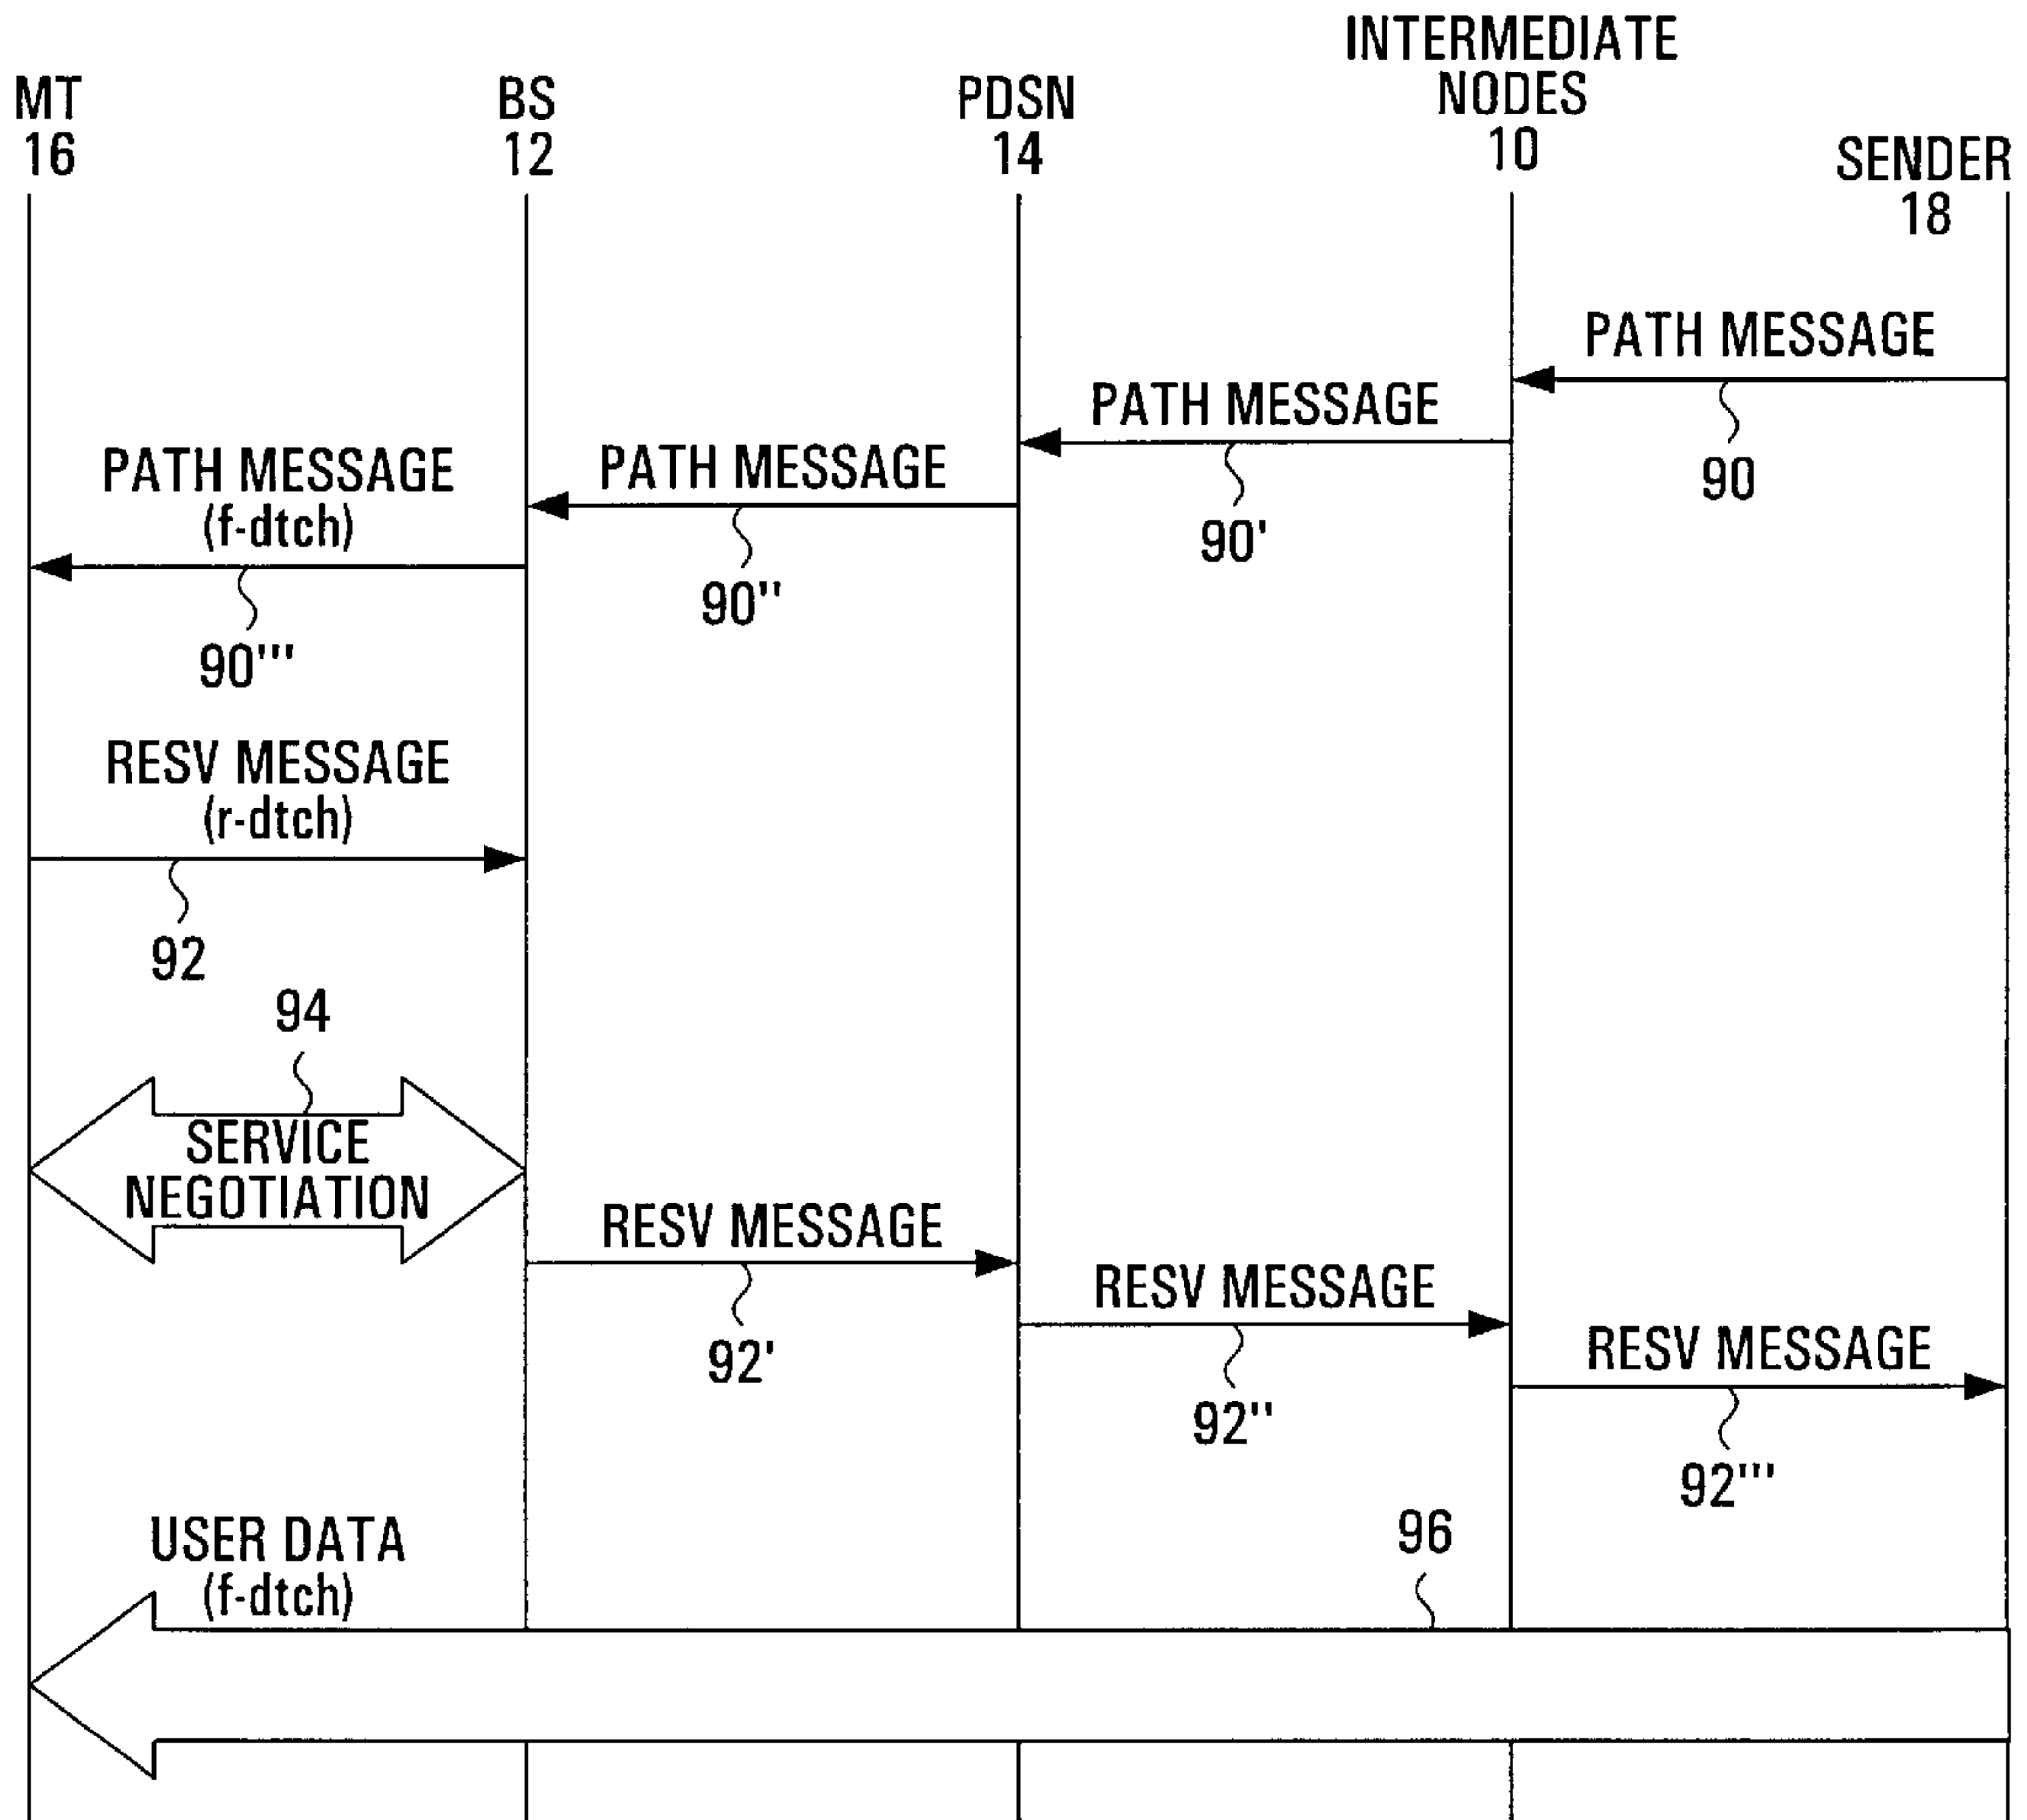 INTERMEDIATE
NODES
10
MT
16
BS
12
PDSN
14
SENDER
18
PATH MESSAGE
90
PATH MESSAGE
90'
PATH MESSAGE
90''
PATH MESSAGE
(f-dtch)
90'''
RESV MESSAGE
(r-dtch)
92
94
SERVICE
NEGOTIATION
RESV MESSAGE
92'
RESV MESSAGE
92''
RESV MESSAGE
92'''
96
USER DATA
(f-dtch)